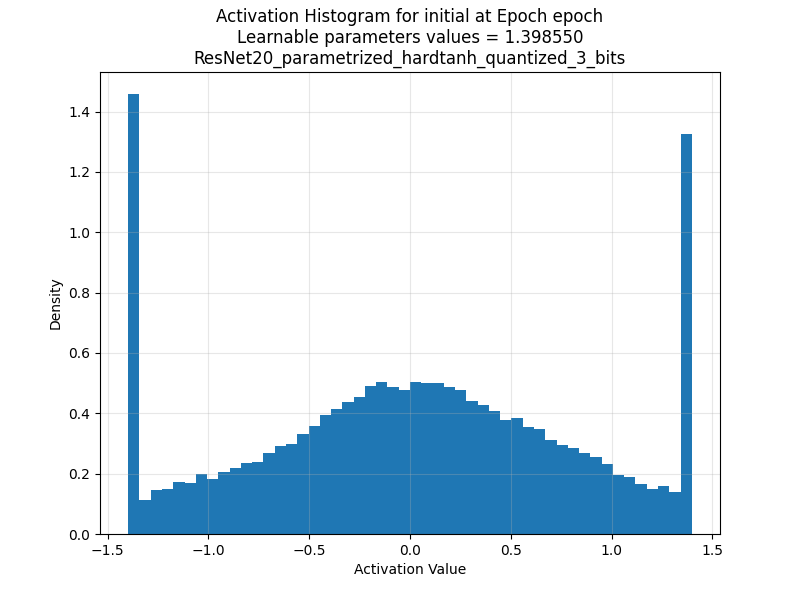 Activation Histogram for initial at Epoch epoch
Learnable parameters values = 1.398550
ResNet20_parametrized_hardtanh_quantized_3_bits
1.4
1.2
1.0
0.8
0.6
0.4
0.2
0.0
Density
−1.5 −1.0 −0.5 0.0 0.5 1.0 1.5
Activation Value